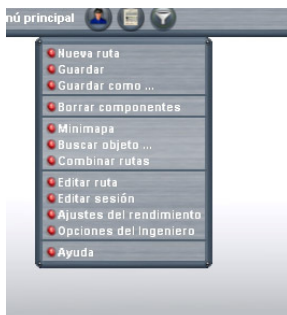 nú principal
Nueva ruta
Guardar
Guardar como ...
Borrar componentes
Minimapa
Buscar objeto ...
Combinar rutas
Editar ruta
Editar sesión
Ajustes del rendimiento
Opciones del Ingeniero
Ayuda